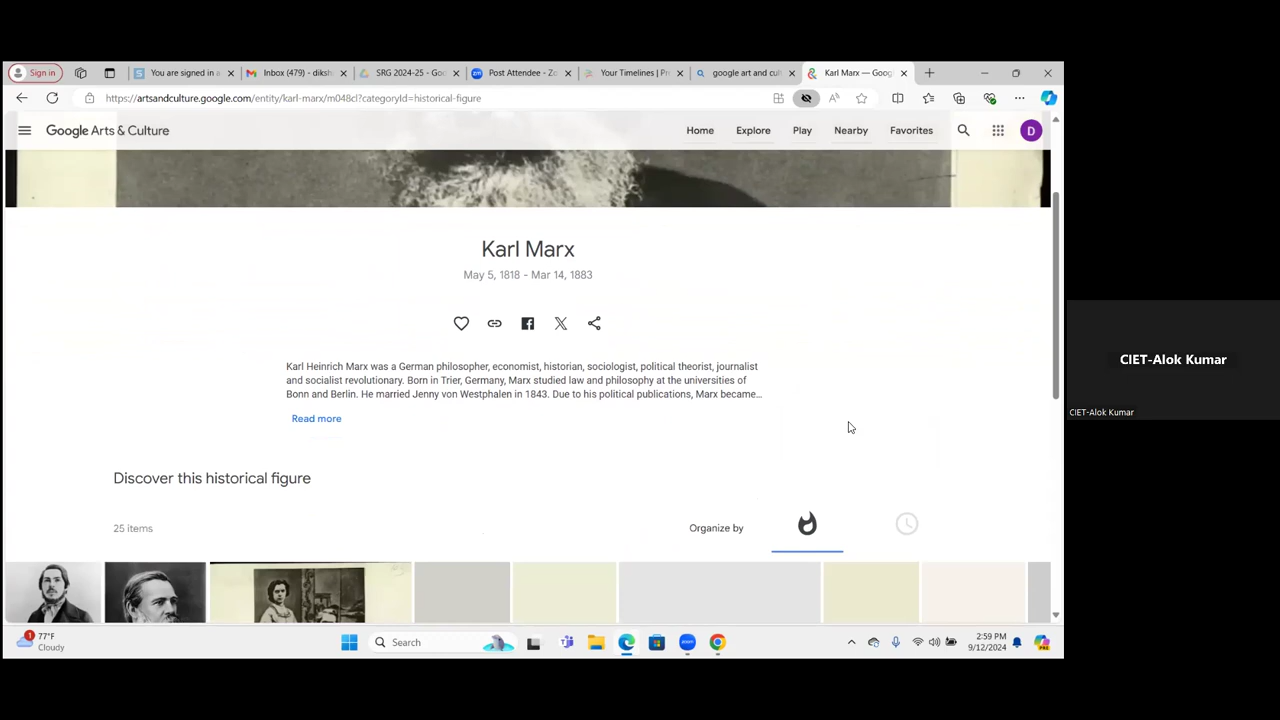 Sign in
You are signed in a
Inbox (479) - diksh
SRG 2024-25 - Goo
Post Attendee - Zo
Your Timelines | Pr
google art and cul
Karl Marx — Goog
https://artsandculture.google.com/entity/karl-marx/m048cl?categoryId=historical-figure
Google Arts & Culture
Home
Explore
Play
Nearby
Favorites
D
Karl Marx
May 5, 1818 - Mar 14, 1883
Karl Heinrich Marx was a German philosopher, economist, historian, sociologist, political theorist, journalist
and socialist revolutionary. Born in Trier, Germany, Marx studied law and philosophy at the universities of
Bonn and Berlin. He married Jenny von Westphalen in 1843. Due to his political publications, Marx became…
Read more
Discover this historical figure
25 items
Organize by
CIET-Alok Kumar
CIET-Alok Kumar
1
77°F
Cloudy
Search
2:59 PM
9/12/2024